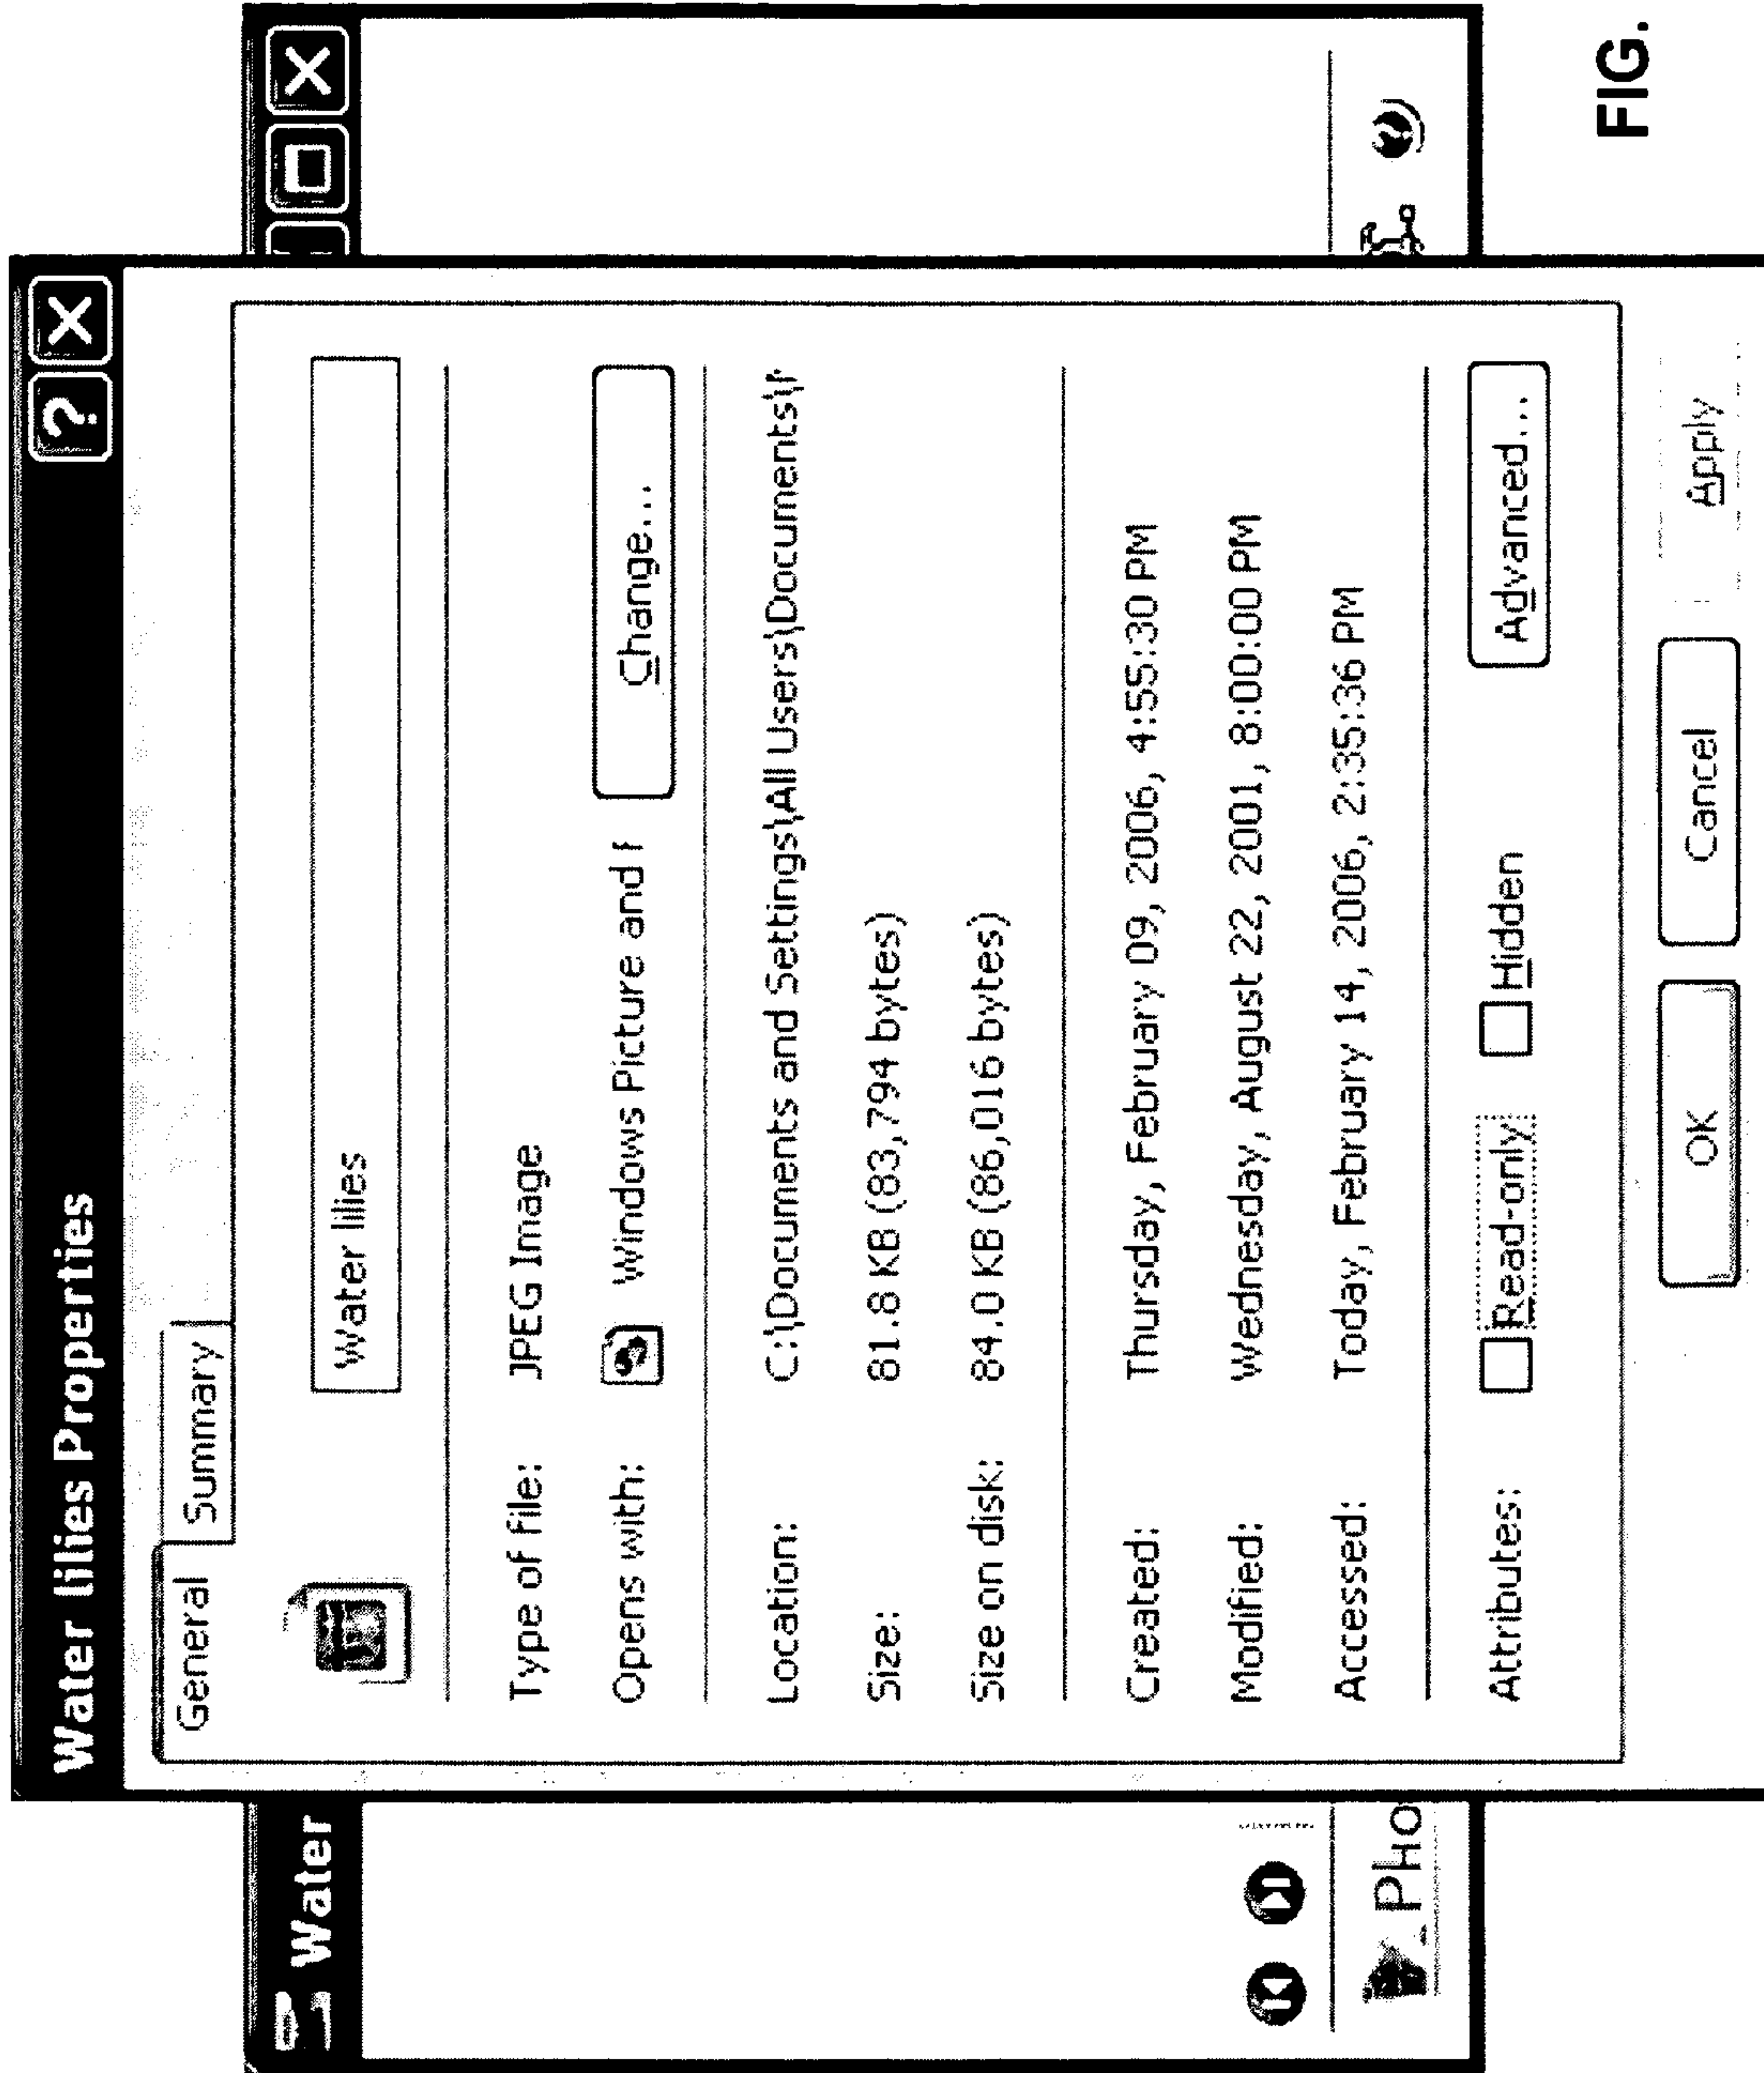 Water lilies Properties
General Summary
Water lilies
Type of file: JPEG Image
Opens with: Windows Picture and Change...
Location: C:\Documents and Settings\All Users\Documents\
Size: 81.8 KB (83,794 bytes)
Size on disk: 84.0 KB (86,016 bytes)
Created: Thursday, February 09, 2006, 4:55:30 PM
Modified: Wednesday, August 22, 2001, 8:00:00 PM
Accessed: Today, February 14, 2006, 2:35:36 PM
Attributes: Read-only Hidden Advanced...
OK Cancel Apply
Water
Pho
FIG.